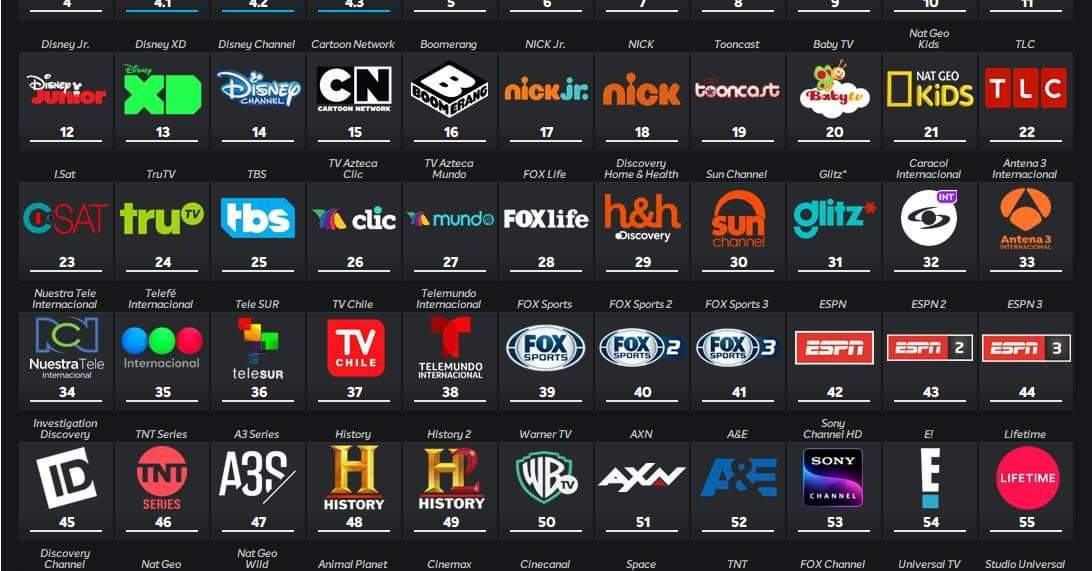 4 4.1 4.2 4.3 5 6 7 8 9 10 11
Disney Jr. Disney XD Disney Channel Cartoon Network Boomerang NICK Jr. NICK Tooncast Baby TV Nat Geo Kids TLC
Disney Junior Disney XD Disney CHANNEL CN CARTOON NETWORK B BOOMERANG nick jr. nick tooncast Babytv NAT GEO KiDS TLC
12 13 14 15 16 17 18 19 20 21 22
I.Sat TruTV TBS TV Azteca Clic TV Azteca Mundo FOX Life Discovery Home & Health Sun Channel Glitz* Caracol Internacional Antena 3 Internacional
I•SAT tru TV tbs clic mundo FOXlife h&h Discovery sun channel glitz* INT Antena 3 INTERNACIONAL
23 24 25 26 27 28 29 30 31 32 33
Nuestra Tele Internacional Telefé Internacional Tele SUR TV Chile Telemundo Internacional FOX Sports FOX Sports 2 FOX Sports 3 ESPN ESPN 2 ESPN 3
NC NuestraTele Internacional Internacional teleSUR TV CHILE TELEMUNDO INTERNACIONAL FOX SPORTS FOX SPORTS 2 FOX SPORTS 3 ESPN ESPN 2 ESPN 3
34 35 36 37 38 39 40 41 42 43 44
Investigation Discovery TNT Series A3 Series History History 2 Warner TV AXN A&E Sony Channel HD E! Lifetime
ID TNT SERIES A3S H HISTORY H2 HISTORY WB TV AXN A&E SONY CHANNEL E! LIFETIME
45 46 47 48 49 50 51 52 53 54 55
Discovery Channel Nat Geo Nat Geo Wild Animal Planet Cinemax Cinecanal Space TNT FOX Channel Universal TV Studio Universal